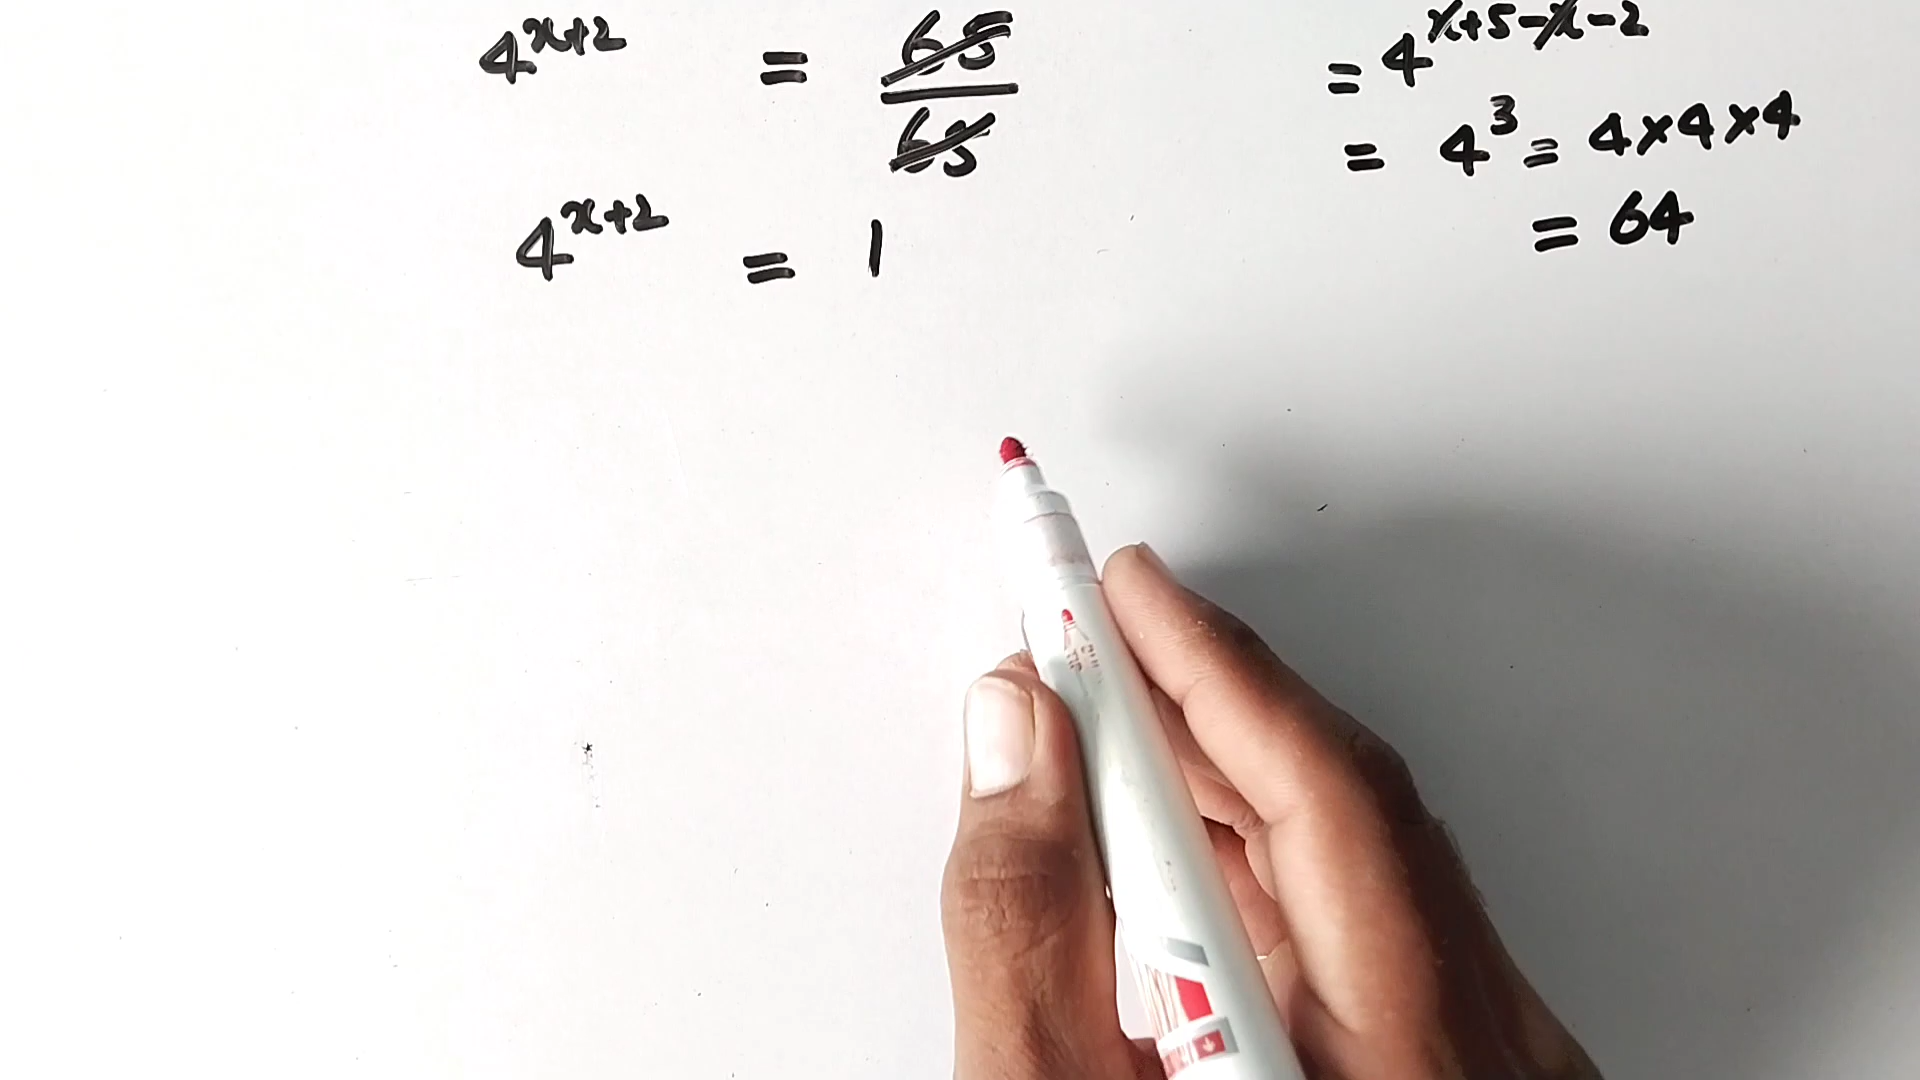 4^{x+2} = 65/65
4^{x+2} = 1
= 4^{x+5-x-2}
= 4^3 = 4×4×4
= 64